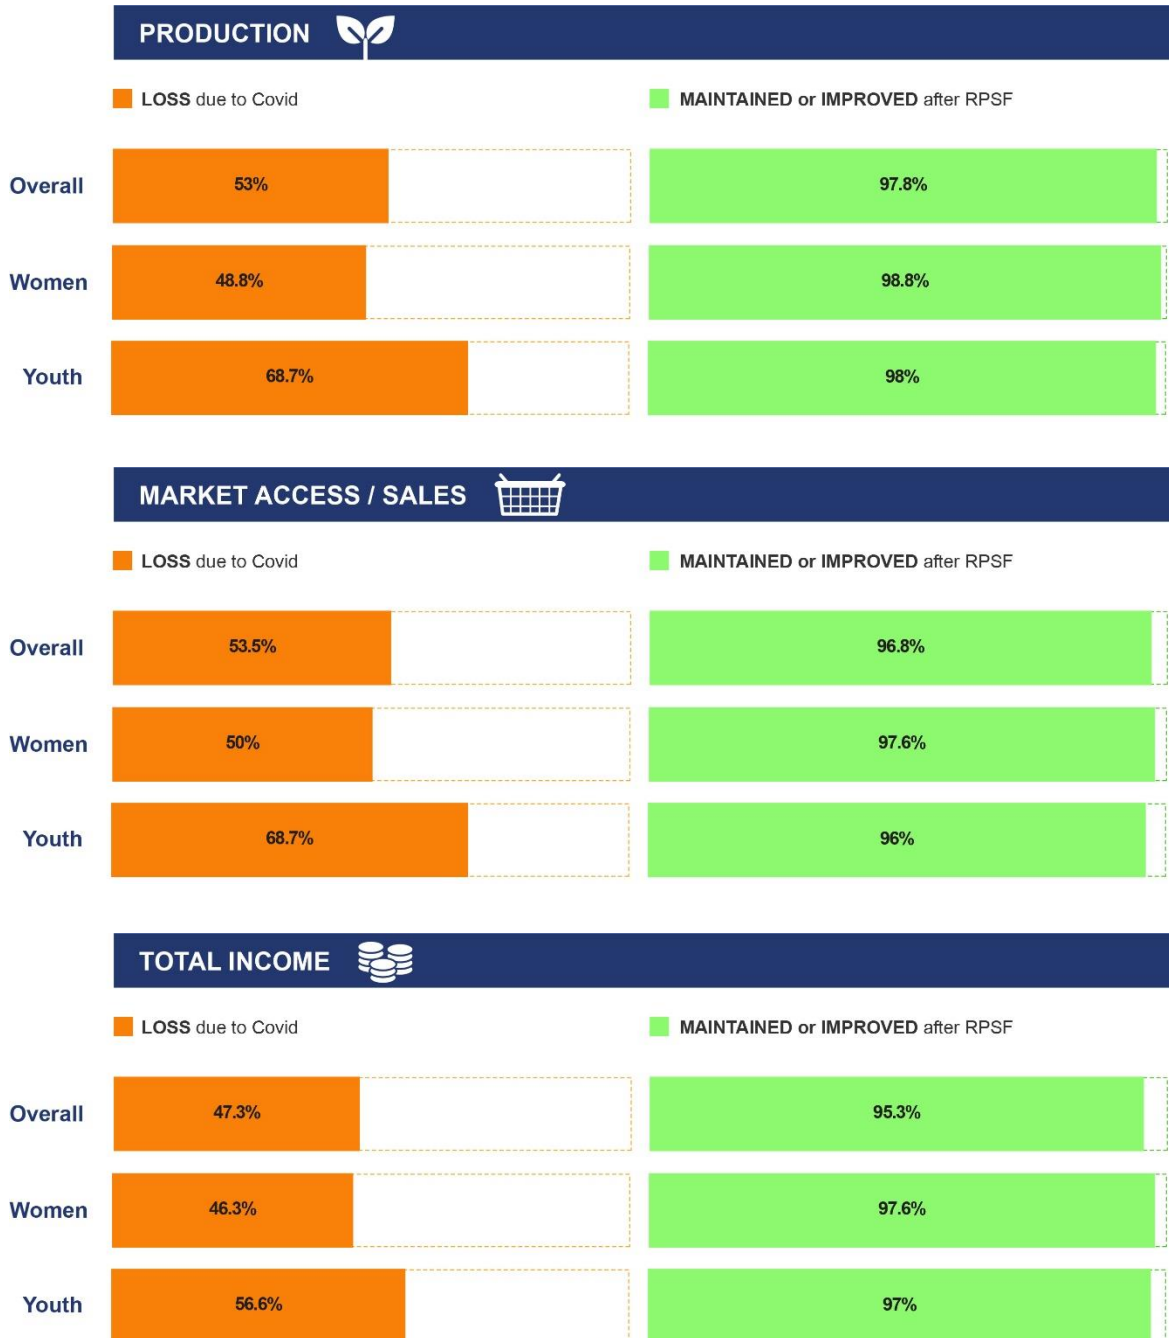 PRODUCTION
LOSS due to Covid
MAINTAINED or IMPROVED after RPSF
Overall 53% 97.8%
Women 48.8% 98.8%
Youth 68.7% 98%
MARKET ACCESS / SALES
LOSS due to Covid
MAINTAINED or IMPROVED after RPSF
Overall 53.5% 96.8%
Women 50% 97.6%
Youth 68.7% 96%
TOTAL INCOME
LOSS due to Covid
MAINTAINED or IMPROVED after RPSF
Overall 47.3% 95.3%
Women 46.3% 97.6%
Youth 56.6% 97%